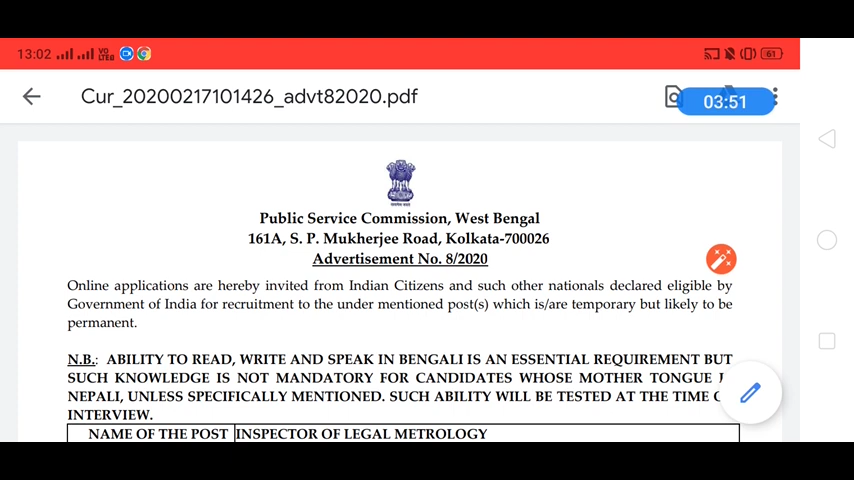 13:02 VO LTE 61
Cur_20200217101426_advt82020.pdf
03:51
Public Service Commission, West Bengal
161A, S. P. Mukherjee Road, Kolkata-700026
Advertisement No. 8/2020
Online applications are hereby invited from Indian Citizens and such other nationals declared eligible by
Government of India for recruitment to the under mentioned post(s) which is/are temporary but likely to be
permanent.
N.B.: ABILITY TO READ, WRITE AND SPEAK IN BENGALI IS AN ESSENTIAL REQUIREMENT BUT
SUCH KNOWLEDGE IS NOT MANDATORY FOR CANDIDATES WHOSE MOTHER TONGUE
NEPALI, UNLESS SPECIFICALLY MENTIONED. SUCH ABILITY WILL BE TESTED AT THE TIME
INTERVIEW.
NAME OF THE POST INSPECTOR OF LEGAL METROLOGY